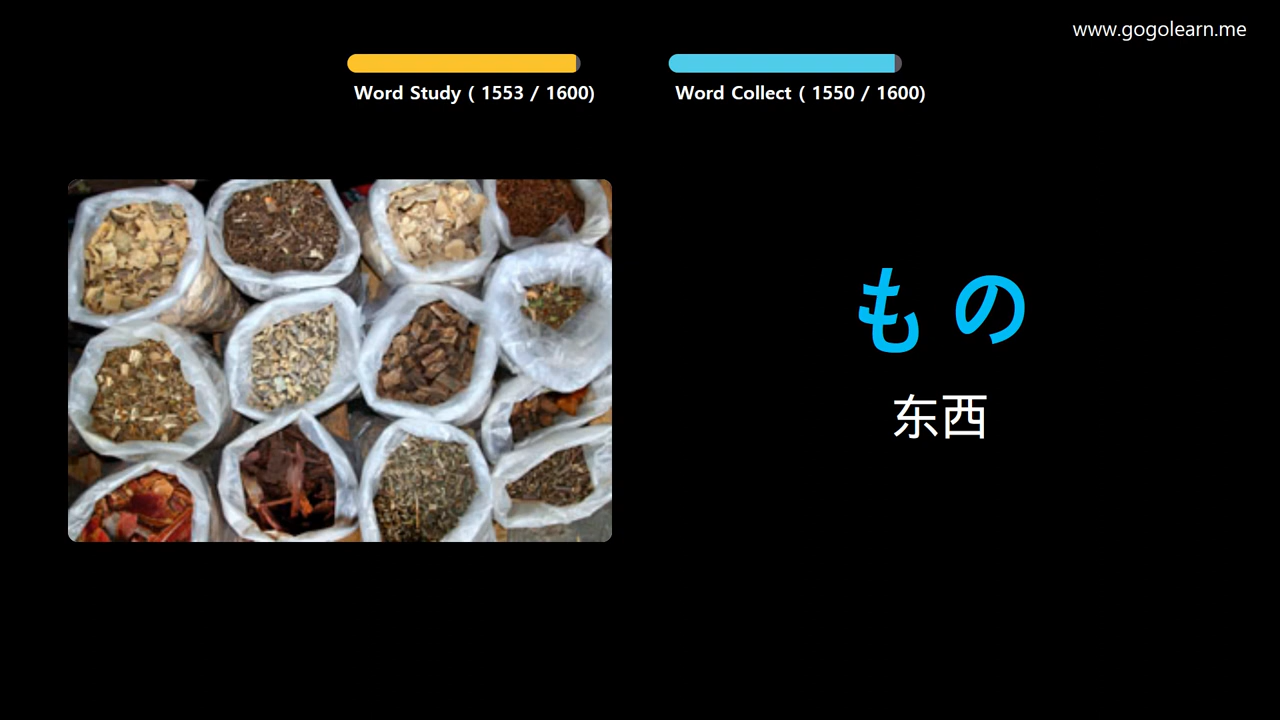 www.gogolearn.me
Word Study ( 1553 / 1600)
Word Collect ( 1550 / 1600)
もの
东西